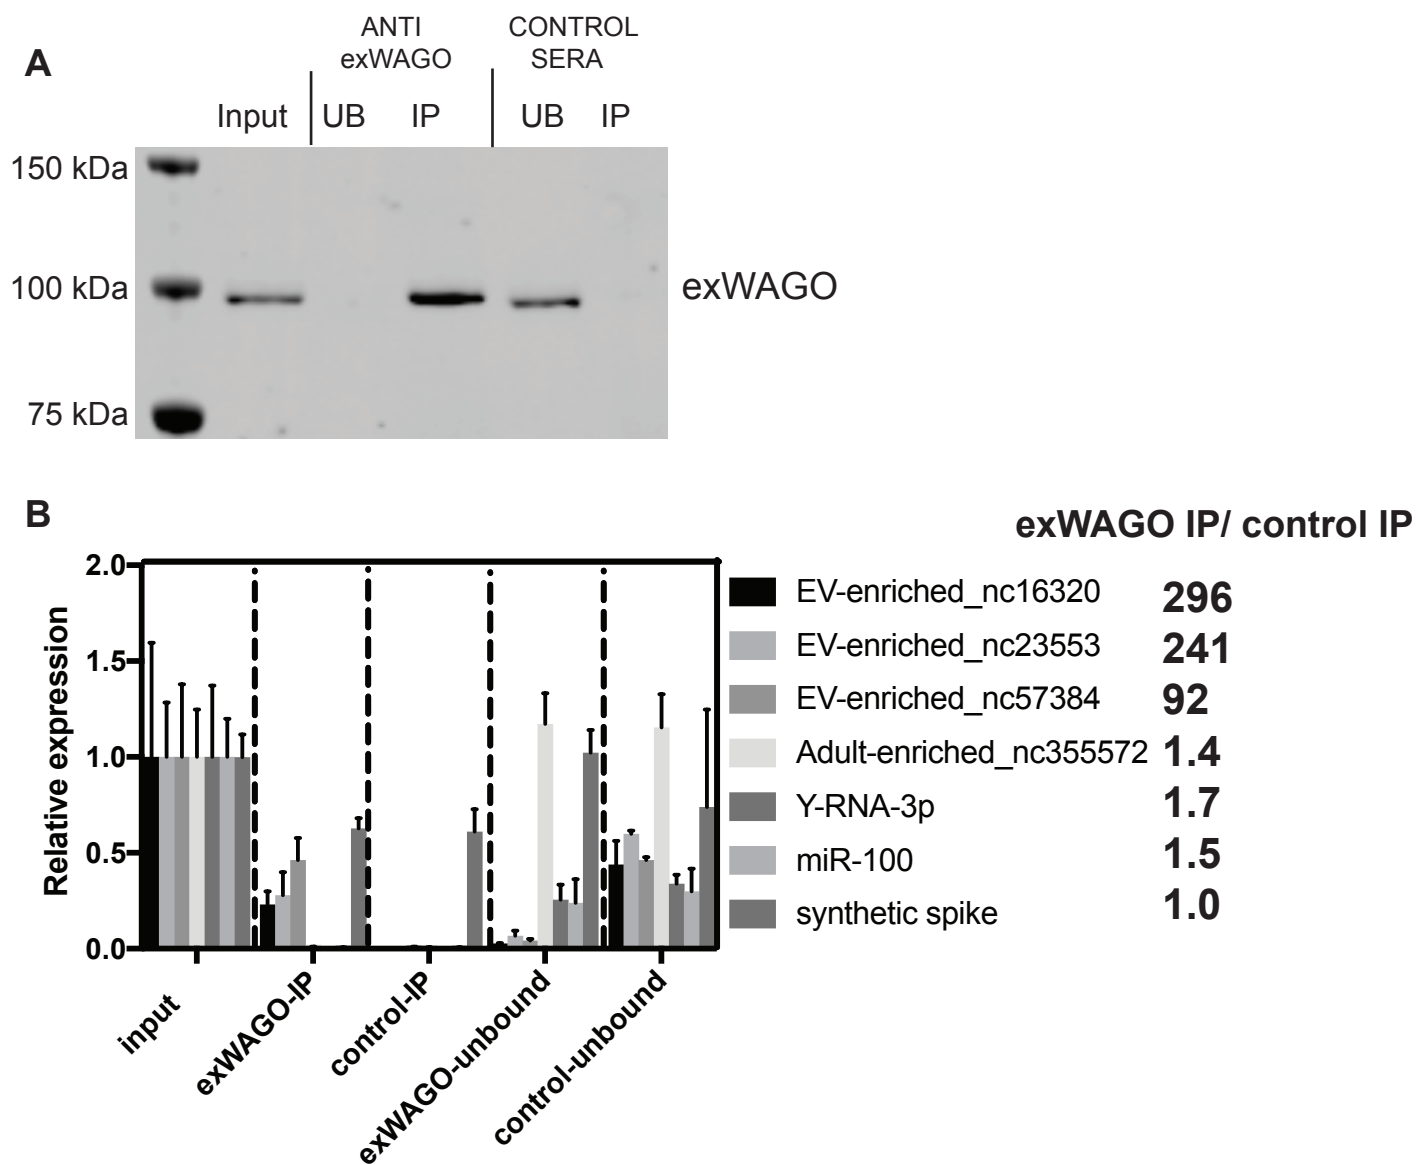 A
ANTI
exWAGO
CONTROL
SERA
Input UB IP UB IP
150 kDa
100 kDa
exWAGO
75 kDa
B
exWAGO IP/ control IP
Relative expression
2.0
1.5
1.0
0.5
0.0
input
exWAGO-IP
control-IP
exWAGO-unbound
control-unbound
EV-enriched_nc16320 296
EV-enriched_nc23553 241
EV-enriched_nc57384 92
Adult-enriched_nc355572 1.4
Y-RNA-3p 1.7
miR-100 1.5
synthetic spike 1.0